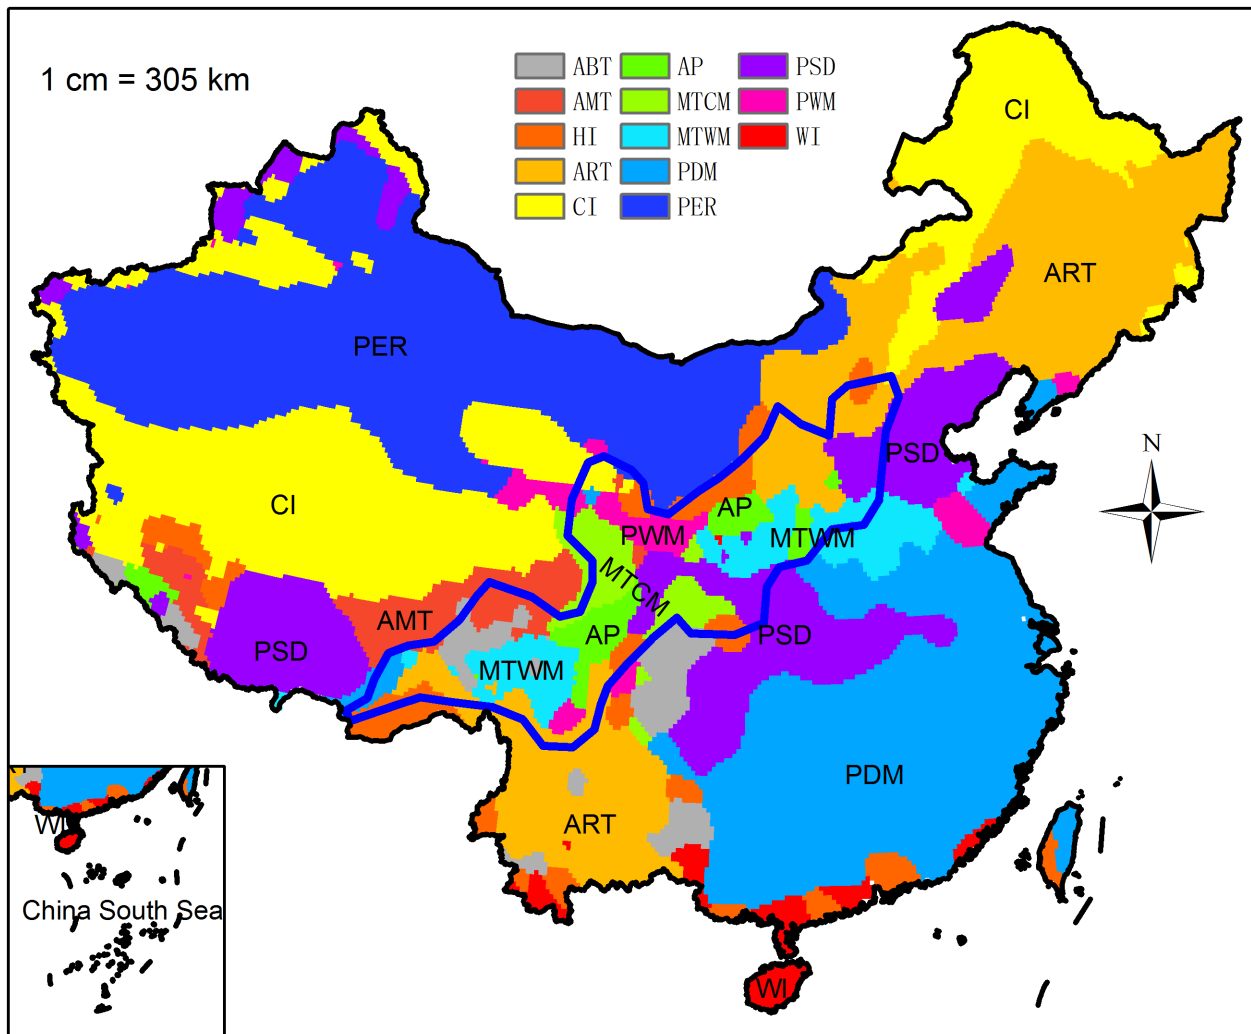 1 cm = 305 km
ABT AP PSD
AMT MTCM PWM
HI MTWM WI
ART PDM
CI PER
CI
ART
PER
PSD
CI
AP
PWM
MTWM
MTCM
AMT
AP
PSD
PSD
MTWM
PDM
ART
WI
N
WI
China South Sea